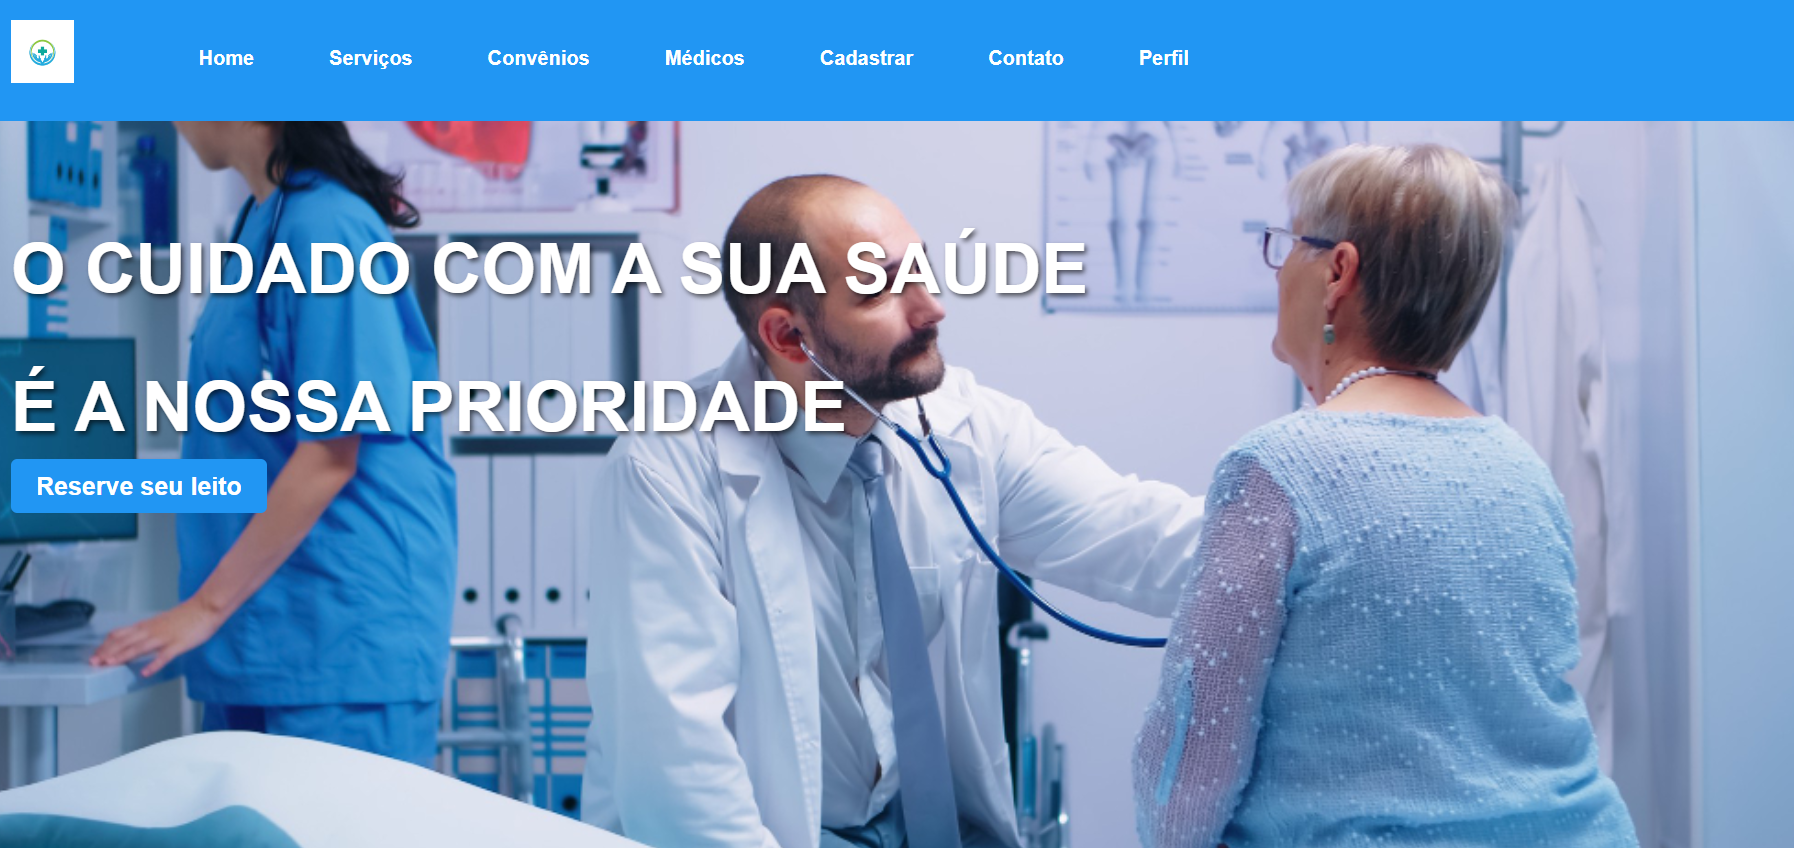 Home Serviços Convênios Médicos Cadastrar Contato Perfil
O CUIDADO COM A SUA SAÚDE
É A NOSSA PRIORIDADE
Reserve seu leito